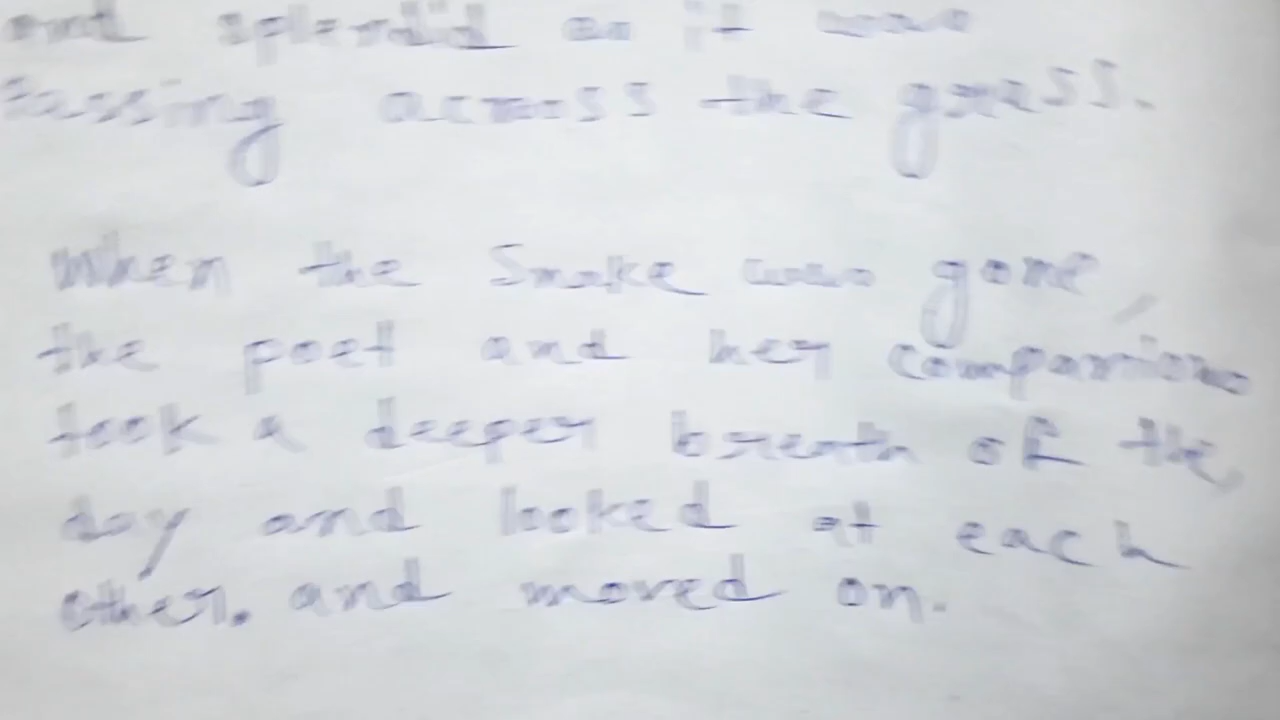 and splendid as it was
Passing across the grass.
When the Snake was gone,
the poet and her companions
took a deeper breath of the
day and looked at each
other. and moved on.